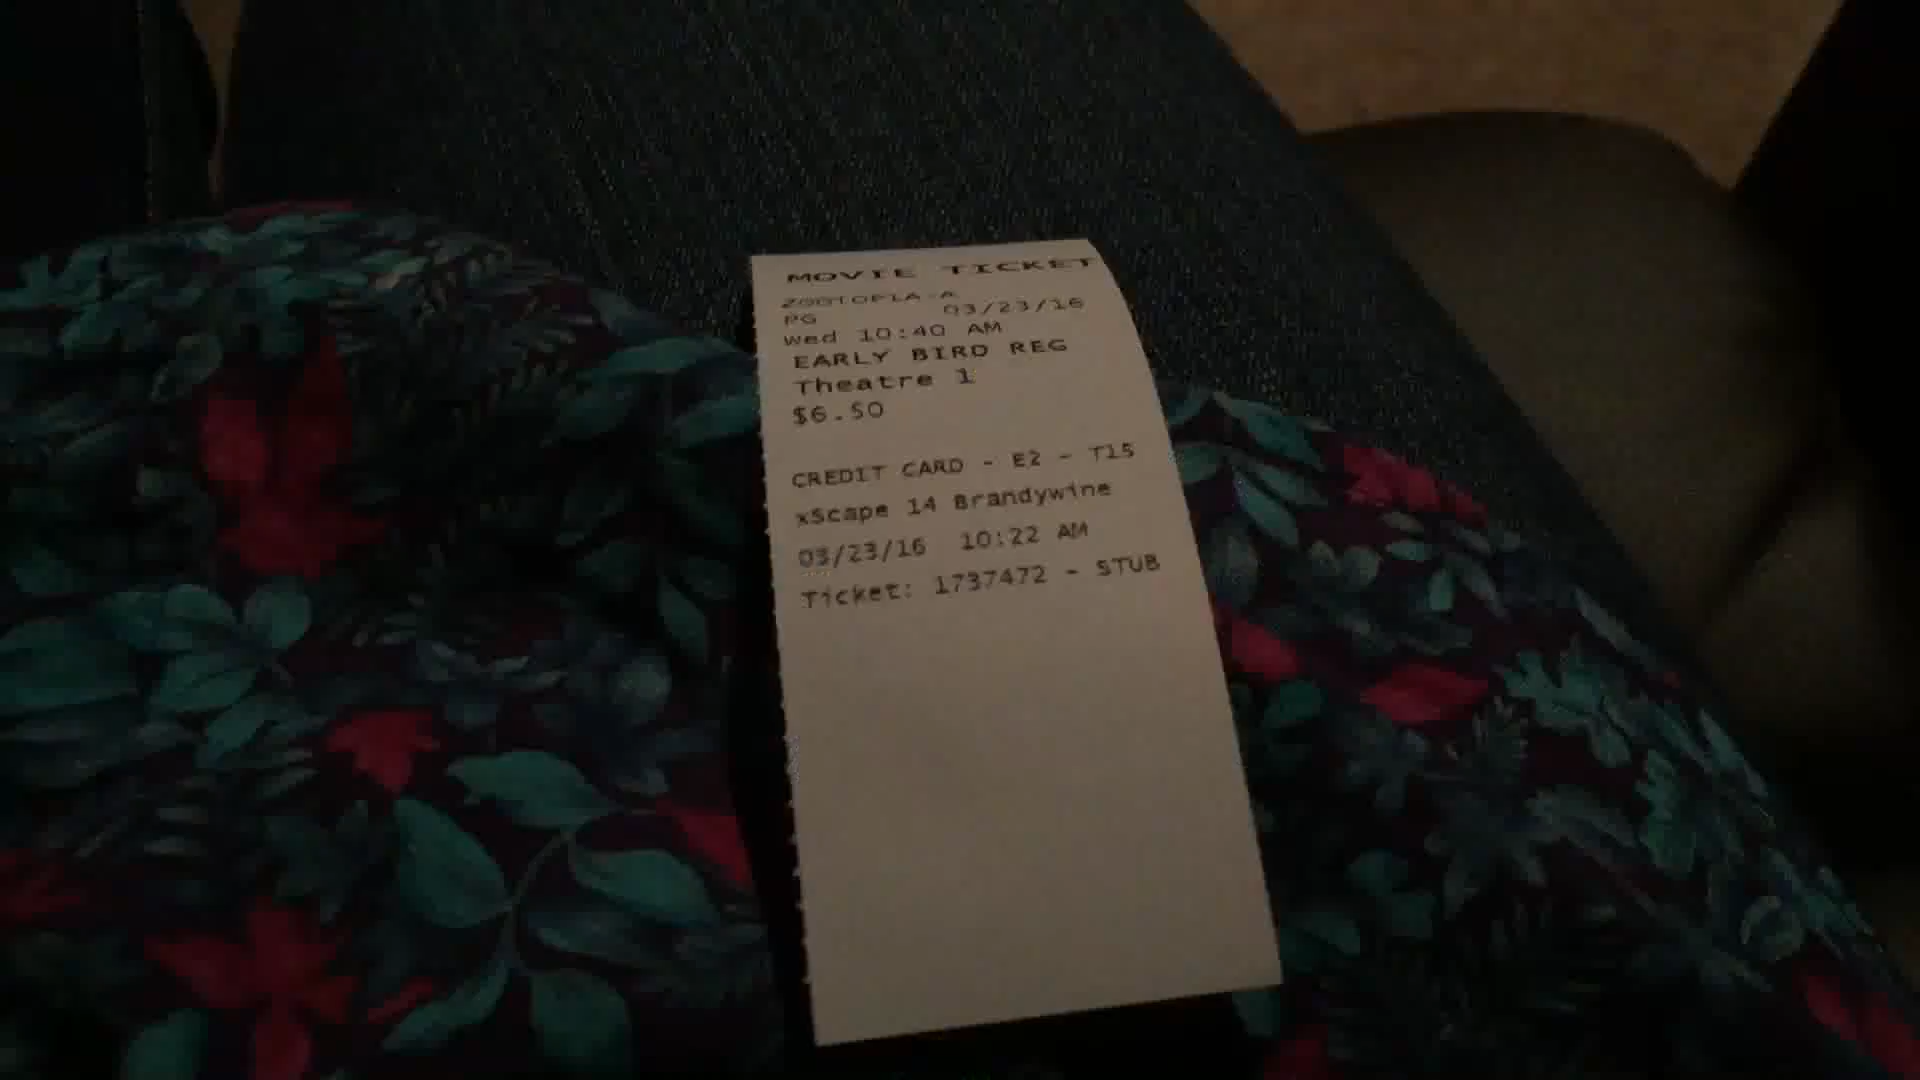 MOVIE TICKET
ZOOTOPIA-A
PG 03/23/16
Wed 10:40 AM
EARLY BIRD REG
Theatre 1
$6.50
CREDIT CARD - E2 - T15
xScape 14 Brandywine
03/23/16 10:22 AM
Ticket: 1737472 - STUB